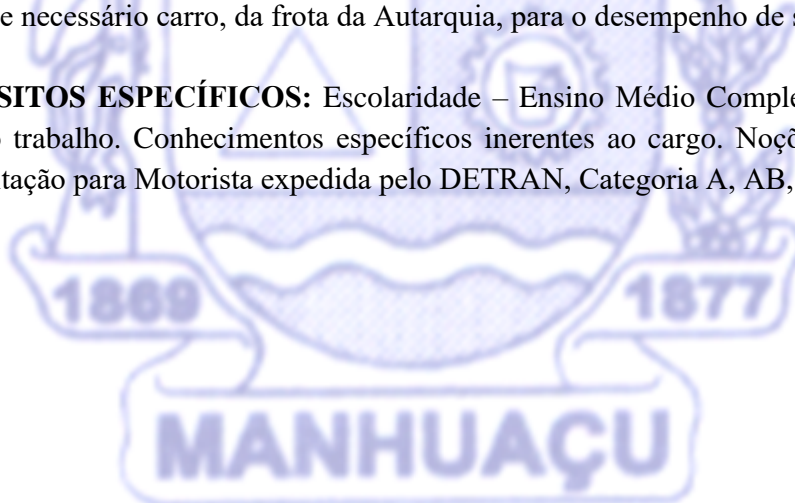 e necessário carro, da frota da Autarquia, para o desempenho de s
SITOS ESPECÍFICOS: Escolaridade – Ensino Médio Comple
o trabalho. Conhecimentos específicos inerentes ao cargo. Noçõ
tação para Motorista expedida pelo DETRAN, Categoria A, AB,
1869
1877
MANHUAÇU